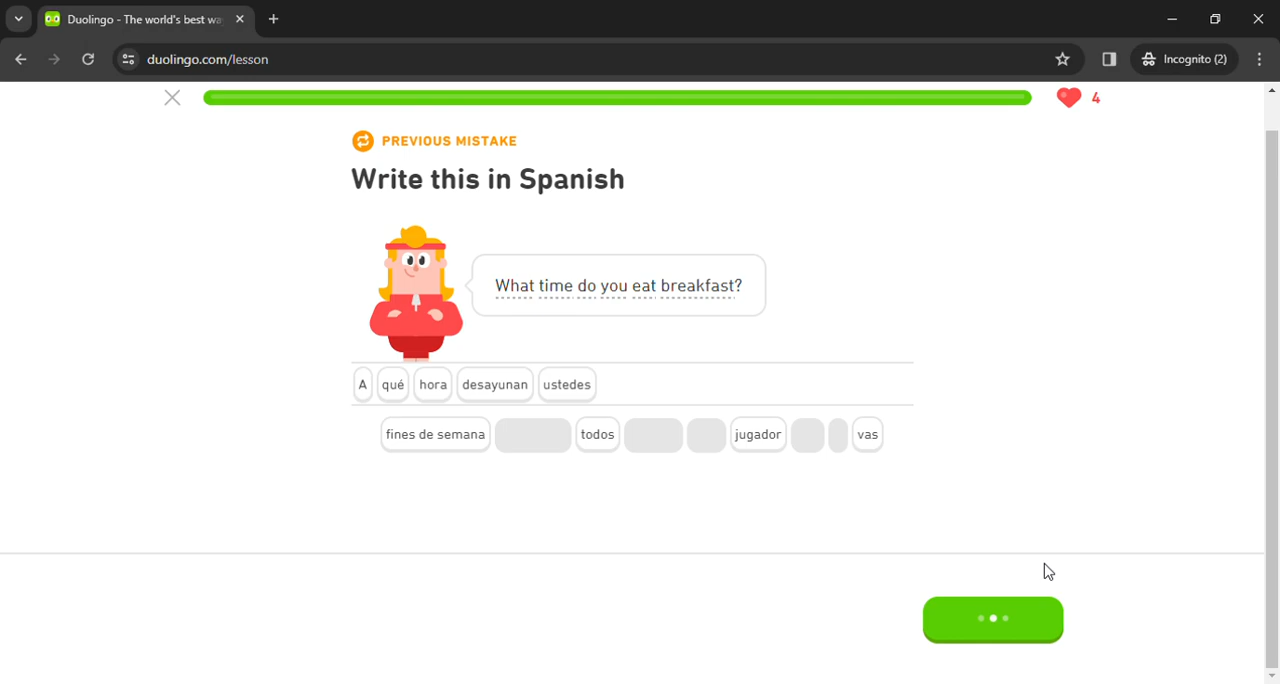 Duolingo - The world's best wa
duolingo.com/lesson
Incognito (2)
4
PREVIOUS MISTAKE
Write this in Spanish
What time do you eat breakfast?
A qué hora desayunan ustedes
fines de semana todos jugador vas